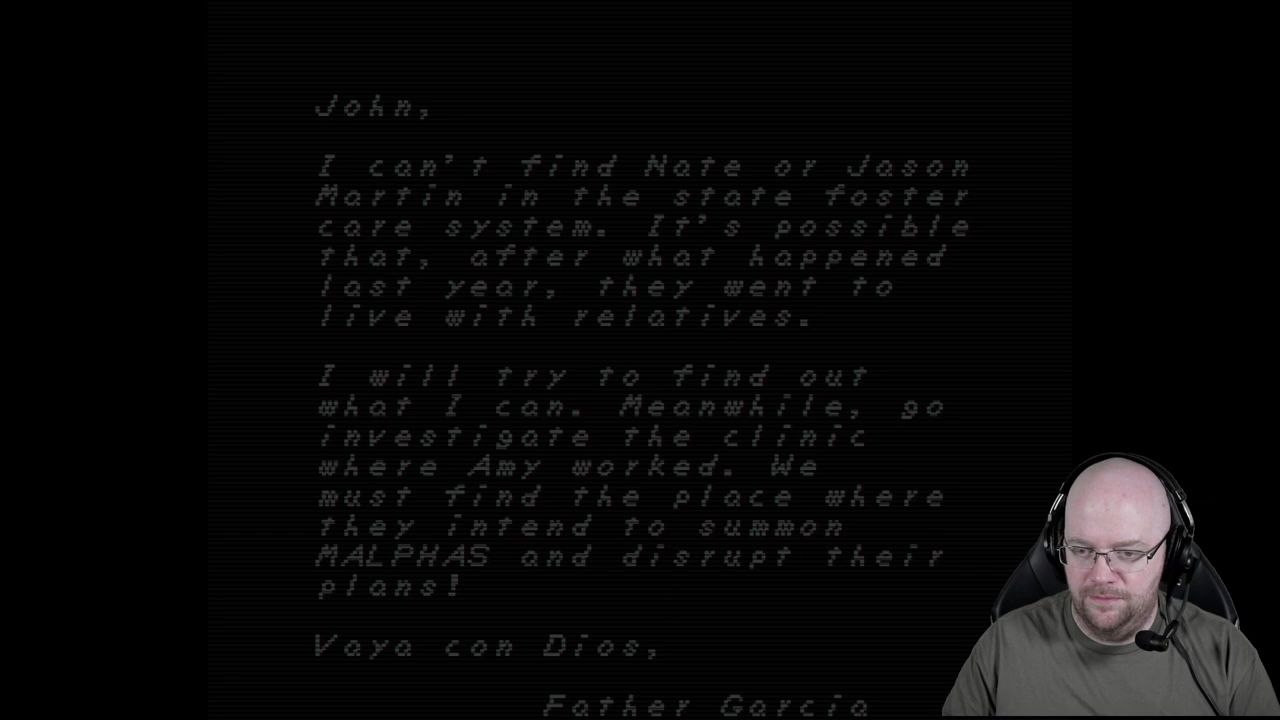 John,
I can't find Nate or Jason
Martin in the state foster
care system. It's possible
that, after what happened
last year, they went to
live with relatives.
I will try to find out
what I can. Meanwhile, go
investigate the clinic
where Amy worked. We
must find the place where
they intend to summon
MALPHAS and disrupt their
plans!
Vaya con Dios,
Father Garcia